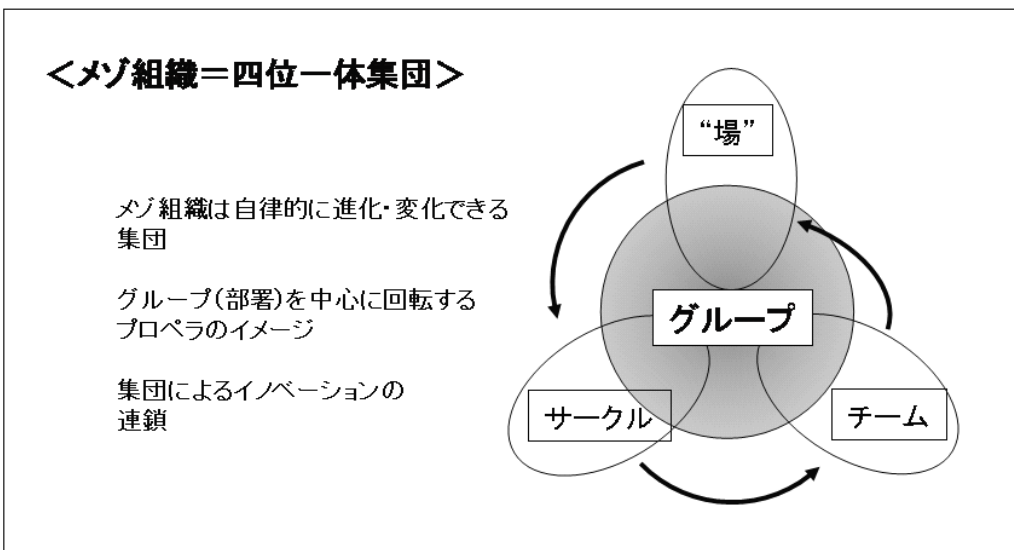 ＜メゾ組織＝四位一体集団＞
メゾ組織は自律的に進化・変化できる
集団
グループ（部署）を中心に回転する
プロペラのイメージ
集団によるイノベーションの
連鎖
“場”
グループ
サークル
チーム